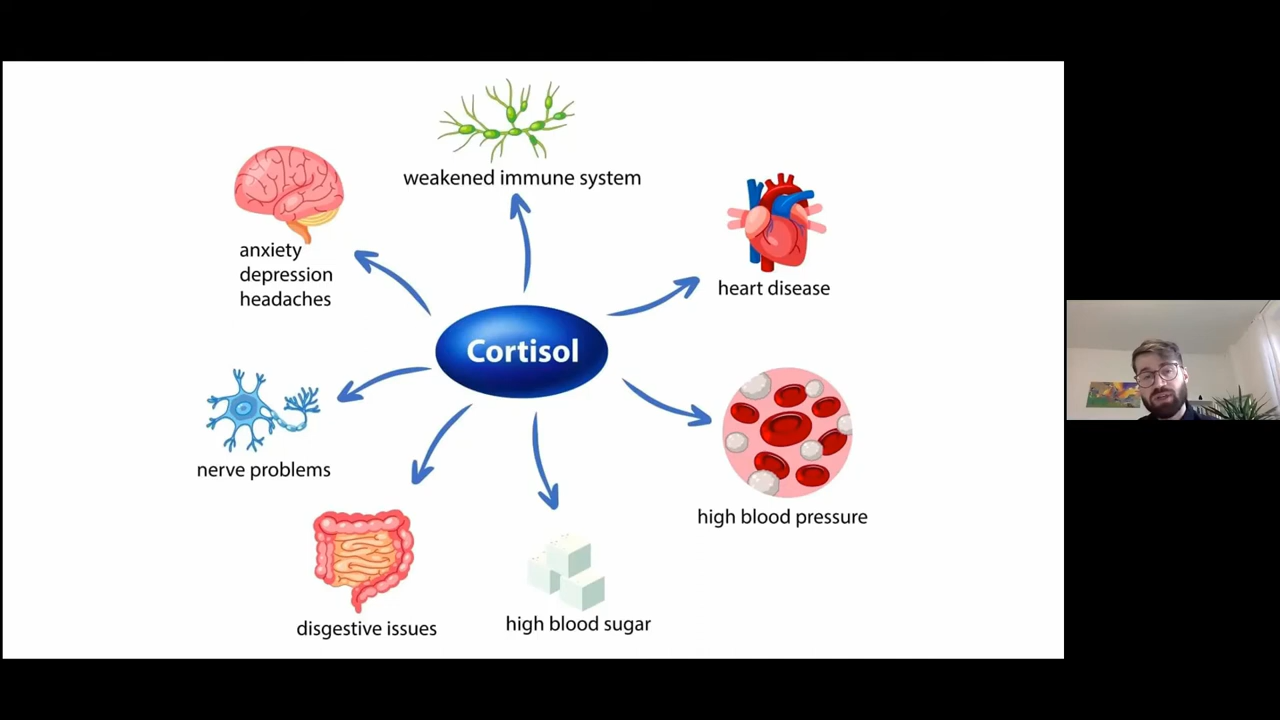 weakened immune system
anxiety
depression
headaches
heart disease
Cortisol
nerve problems
high blood pressure
disgestive issues
high blood sugar